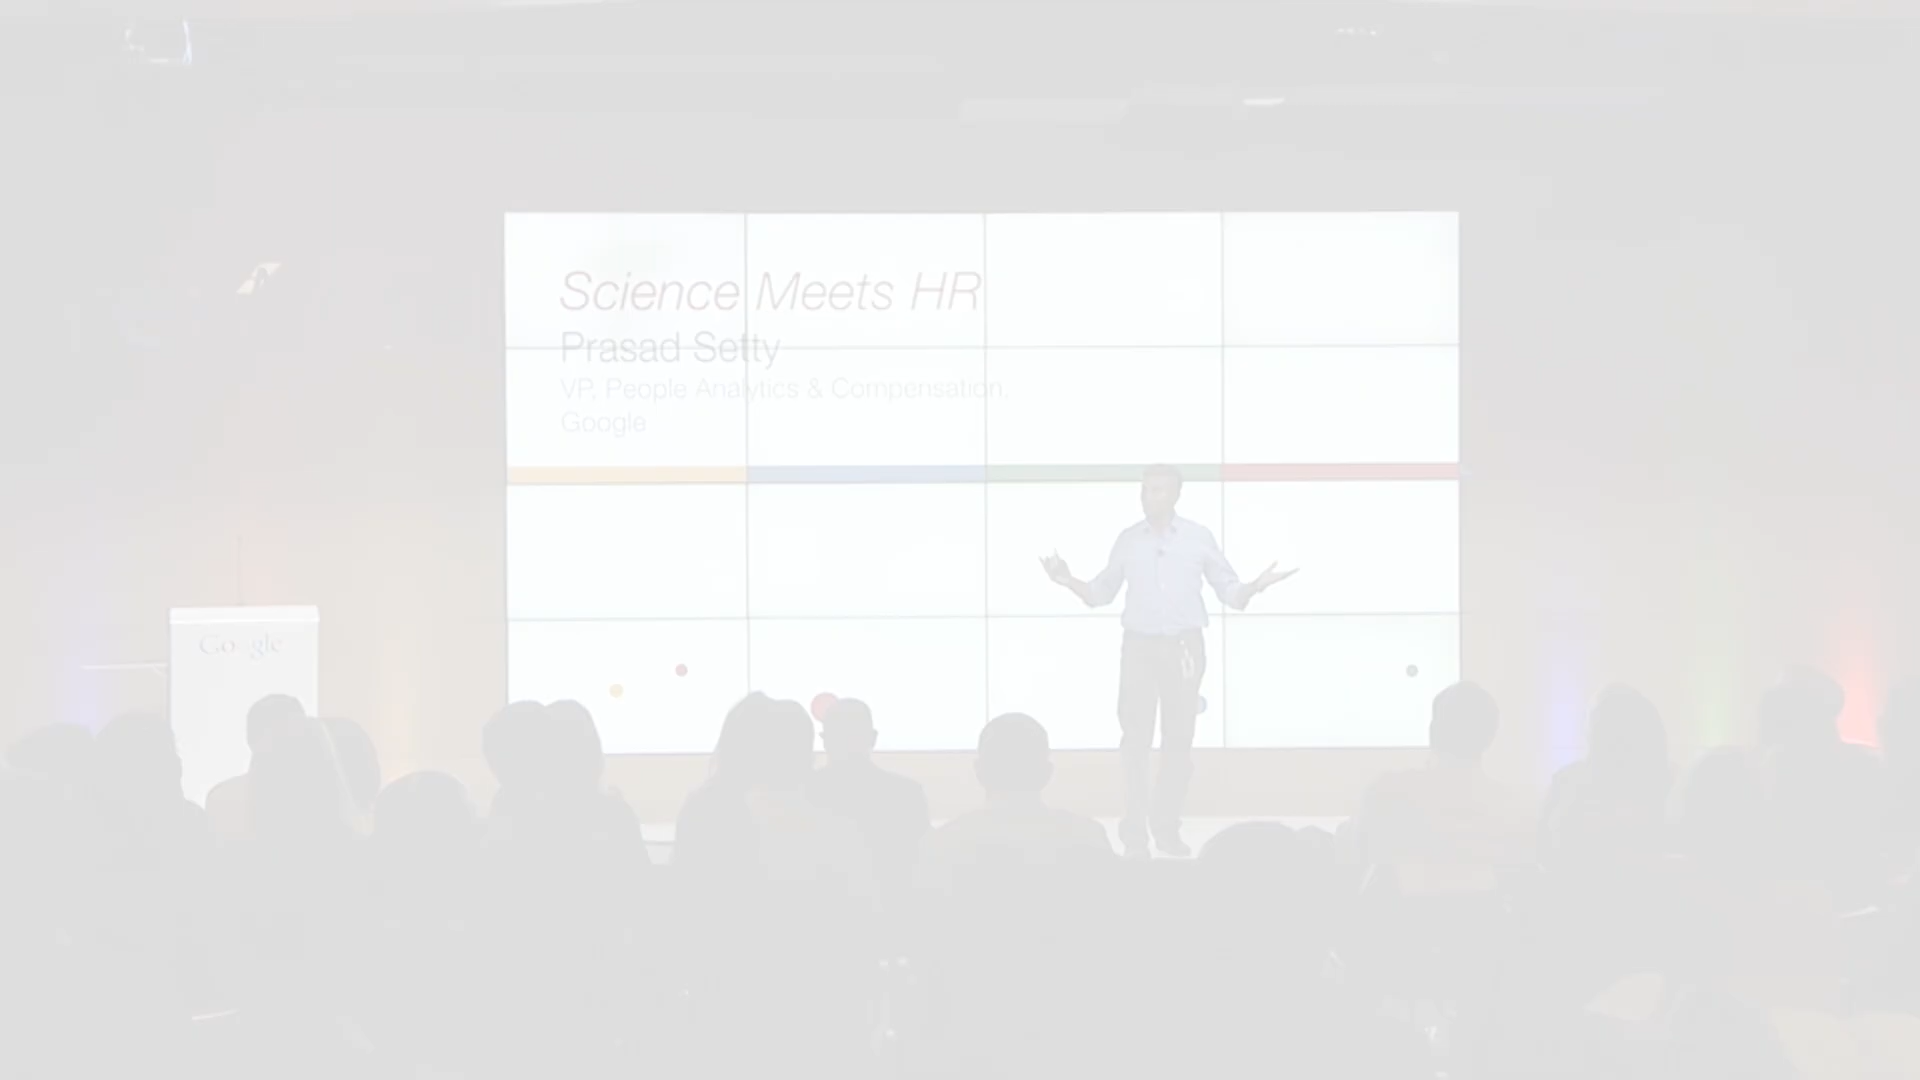 Science Meets HR
Prasad Setty
VP, People Analytics & Compensation,
Google
Google